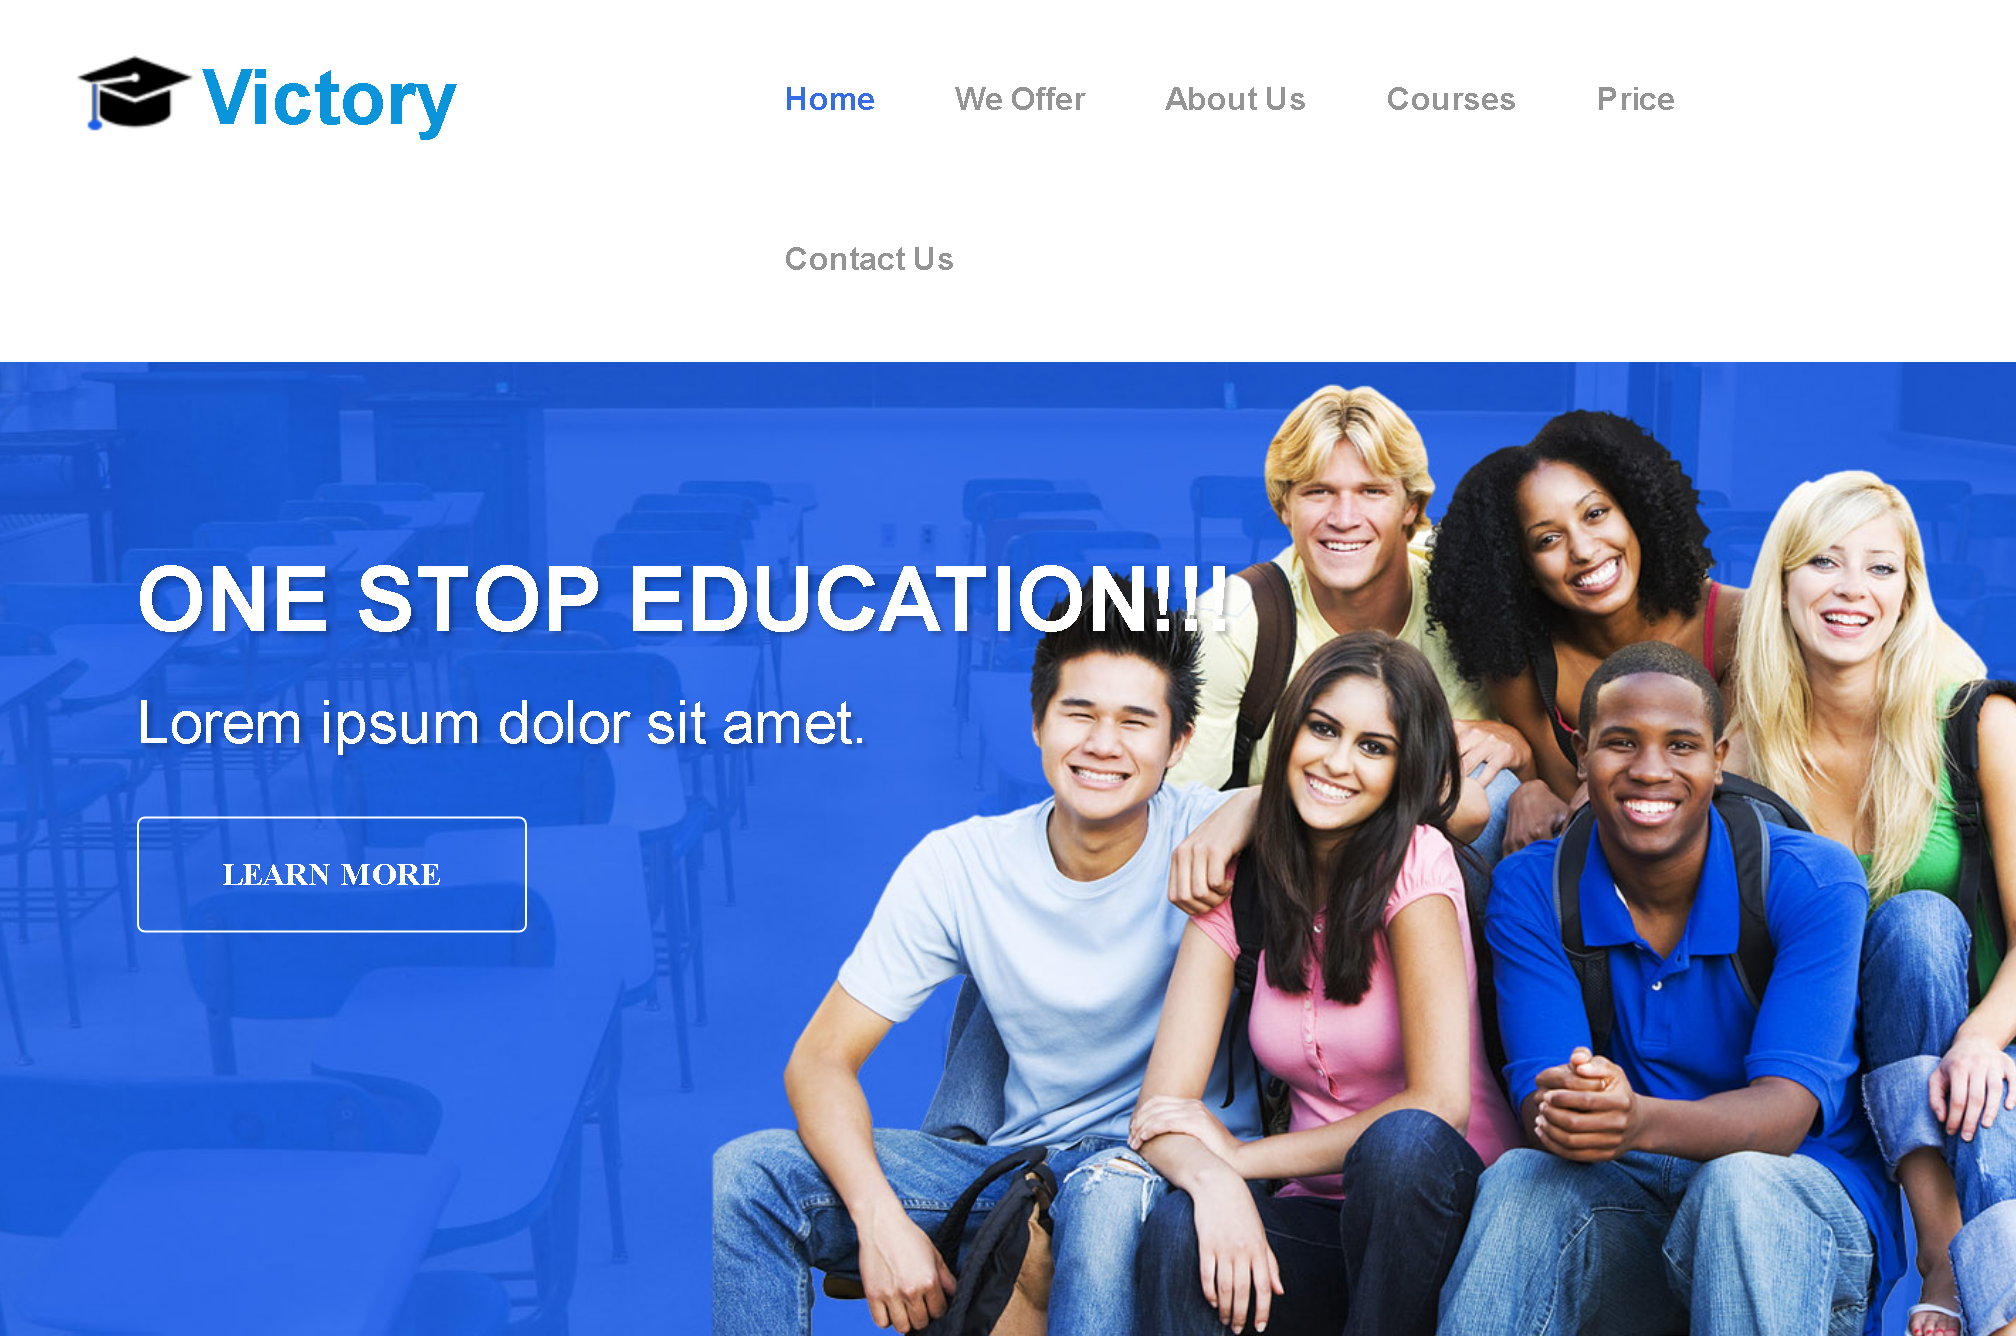 Victory
Home We Offer About Us Courses Price
Contact Us
ONE STOP EDUCATION!!!
Lorem ipsum dolor sit amet.
LEARN MORE